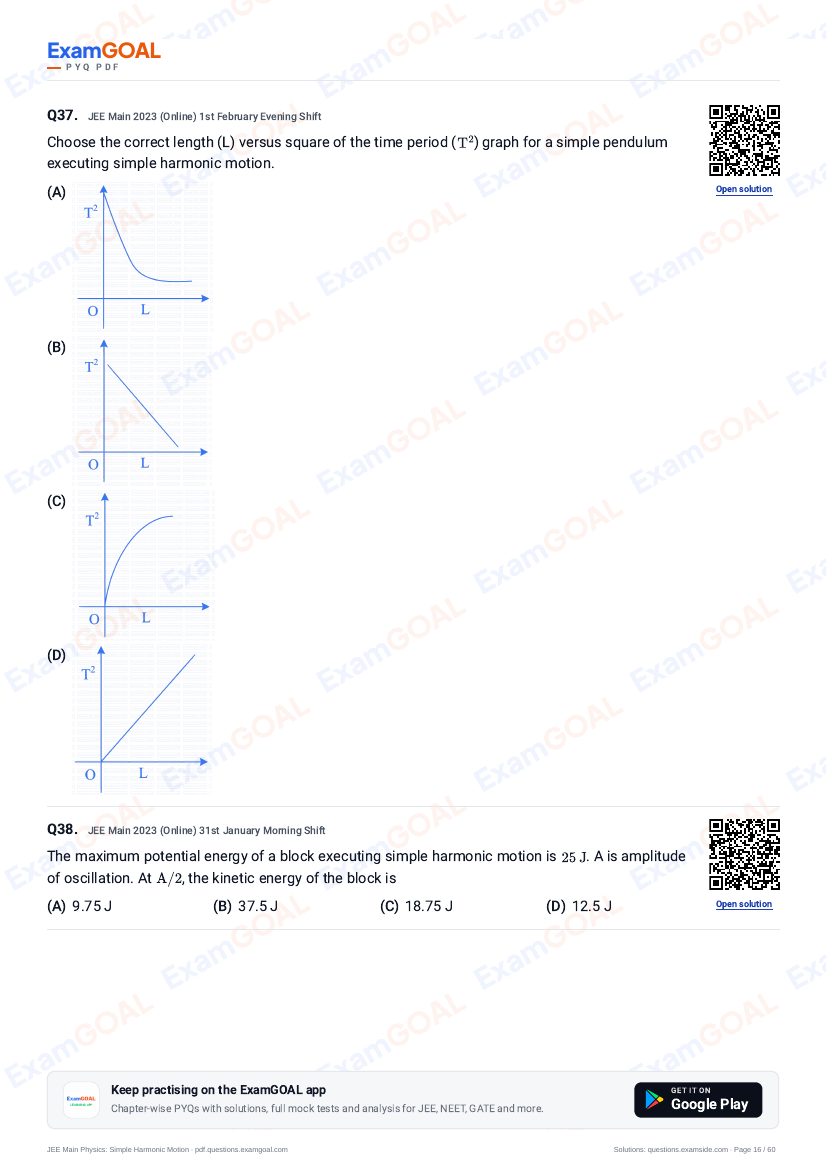 ExamGOAL
PYQ PDF
Q37. JEE Main 2023 (Online) 1st February Evening Shift
Choose the correct length (L) versus square of the time period (T²) graph for a simple pendulum
executing simple harmonic motion.
Open solution
(A)
T²
O L
(B)
T²
O L
(C)
T²
O L
(D)
T²
O L
Q38. JEE Main 2023 (Online) 31st January Morning Shift
The maximum potential energy of a block executing simple harmonic motion is 25 J. A is amplitude
of oscillation. At A/2, the kinetic energy of the block is
(A) 9.75 J (B) 37.5 J (C) 18.75 J (D) 12.5 J
Open solution
Keep practising on the ExamGOAL app
Chapter-wise PYQs with solutions, full mock tests and analysis for JEE, NEET, GATE and more.
GET IT ON
Google Play
JEE Main Physics: Simple Harmonic Motion · pdf.questions.examgoal.com
Solutions: questions.examside.com · Page 16 / 60